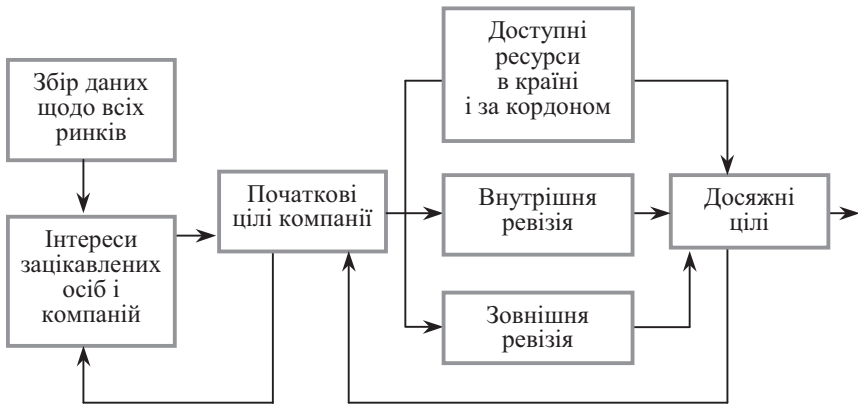 Збір даних
щодо всіх
ринків
Інтереси
зацікавлених
осіб і
компаній
Початкові
цілі компанії
Доступні
ресурси
в країні
і за кордоном
Внутрішня
ревізія
Зовнішня
ревізія
Досяжні
цілі